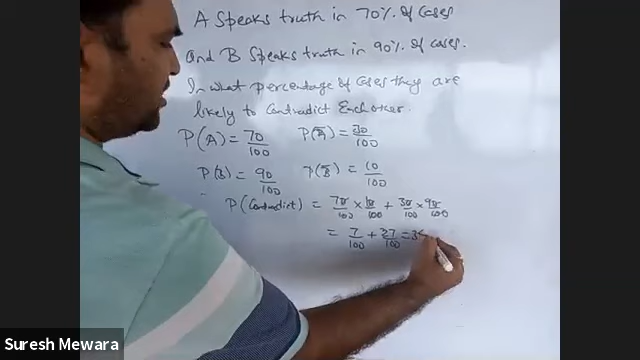 A Speaks truth in 70% of Cases
and B Speaks truth in 90% of cases.
In what percentage of Cases they are
likely to Contradict Each other.
P(A) = 70/100 P(A̅) = 30/100
P(B) = 90/100 P(B̅) = 10/100
P(Contradict) = 70/100 × 10/100 + 30/100 × 90/100
= 7/100 + 27/100 = 3
Suresh Mewara